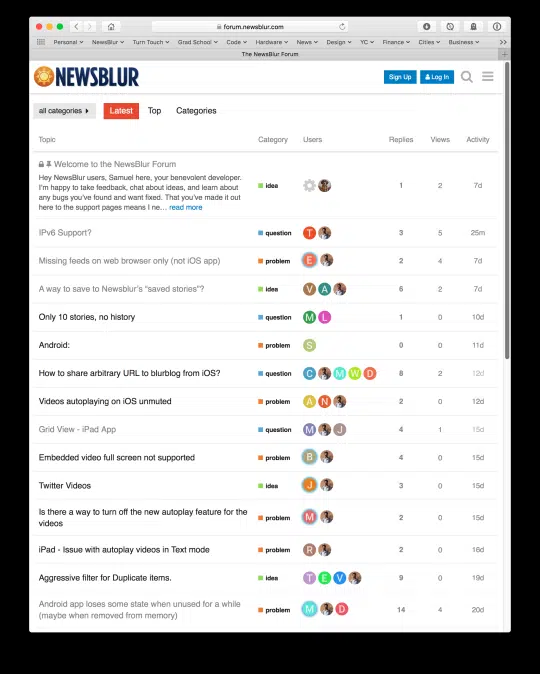 forum.newsblur.com
Personal NewsBlur Turn Touch Grad School Code Hardware News Design YC Finance Cities Business
The NewsBlur Forum
NEWSBLUR Sign Up Log In
all categories Latest Top Categories
Topic Category Users Replies Views Activity
Welcome to the NewsBlur Forum
Hey NewsBlur users, Samuel here, your benevolent developer.
I'm happy to take feedback, chat about ideas, and learn about
any bugs you've found and want fixed. That you've made it out
here to the support pages means I ne… read more
idea 1 2 7d
IPv6 Support? question T 3 5 25m
Missing feeds on web browser only (not iOS app) problem E 2 4 7d
A way to save to Newsblur's “saved stories”? idea V A 6 2 7d
Only 10 stories, no history question M L 1 0 10d
Android: problem S 0 0 11d
How to share arbitrary URL to blurblog from iOS? question C M W D 8 2 12d
Videos autoplaying on iOS unmuted problem A N 2 0 12d
Grid View - iPad App question M J 4 1 15d
Embedded video full screen not supported problem B 4 0 15d
Twitter Videos idea J 3 0 15d
Is there a way to turn off the new autoplay feature for the
videos problem M 2 0 15d
iPad - Issue with autoplay videos in Text mode problem R 2 0 16d
Aggressive filter for Duplicate items. idea T E V 9 0 19d
Android app loses some state when unused for a while
(maybe when removed from memory) problem M D 14 4 20d